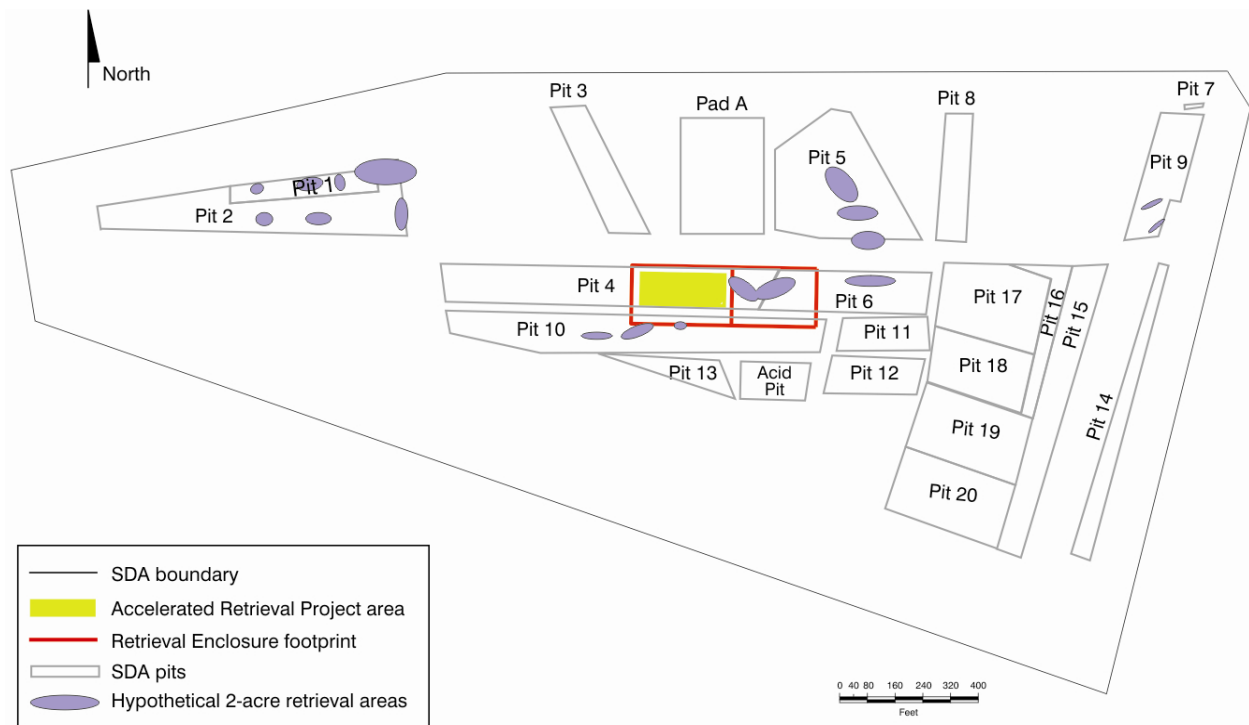 North
Pit 3
Pad A
Pit 8
Pit 7
Pit 5
Pit 9
Pit 1
Pit 2
Pit 4
Pit 6
Pit 17
Pit 16
Pit 15
Pit 10
Pit 11
Pit 13
Acid
Pit
Pit 12
Pit 18
Pit 14
Pit 19
Pit 20
SDA boundary
Accelerated Retrieval Project area
Retrieval Enclosure footprint
SDA pits
Hypothetical 2-acre retrieval areas
0 40 80 160 240 320 400
Feet